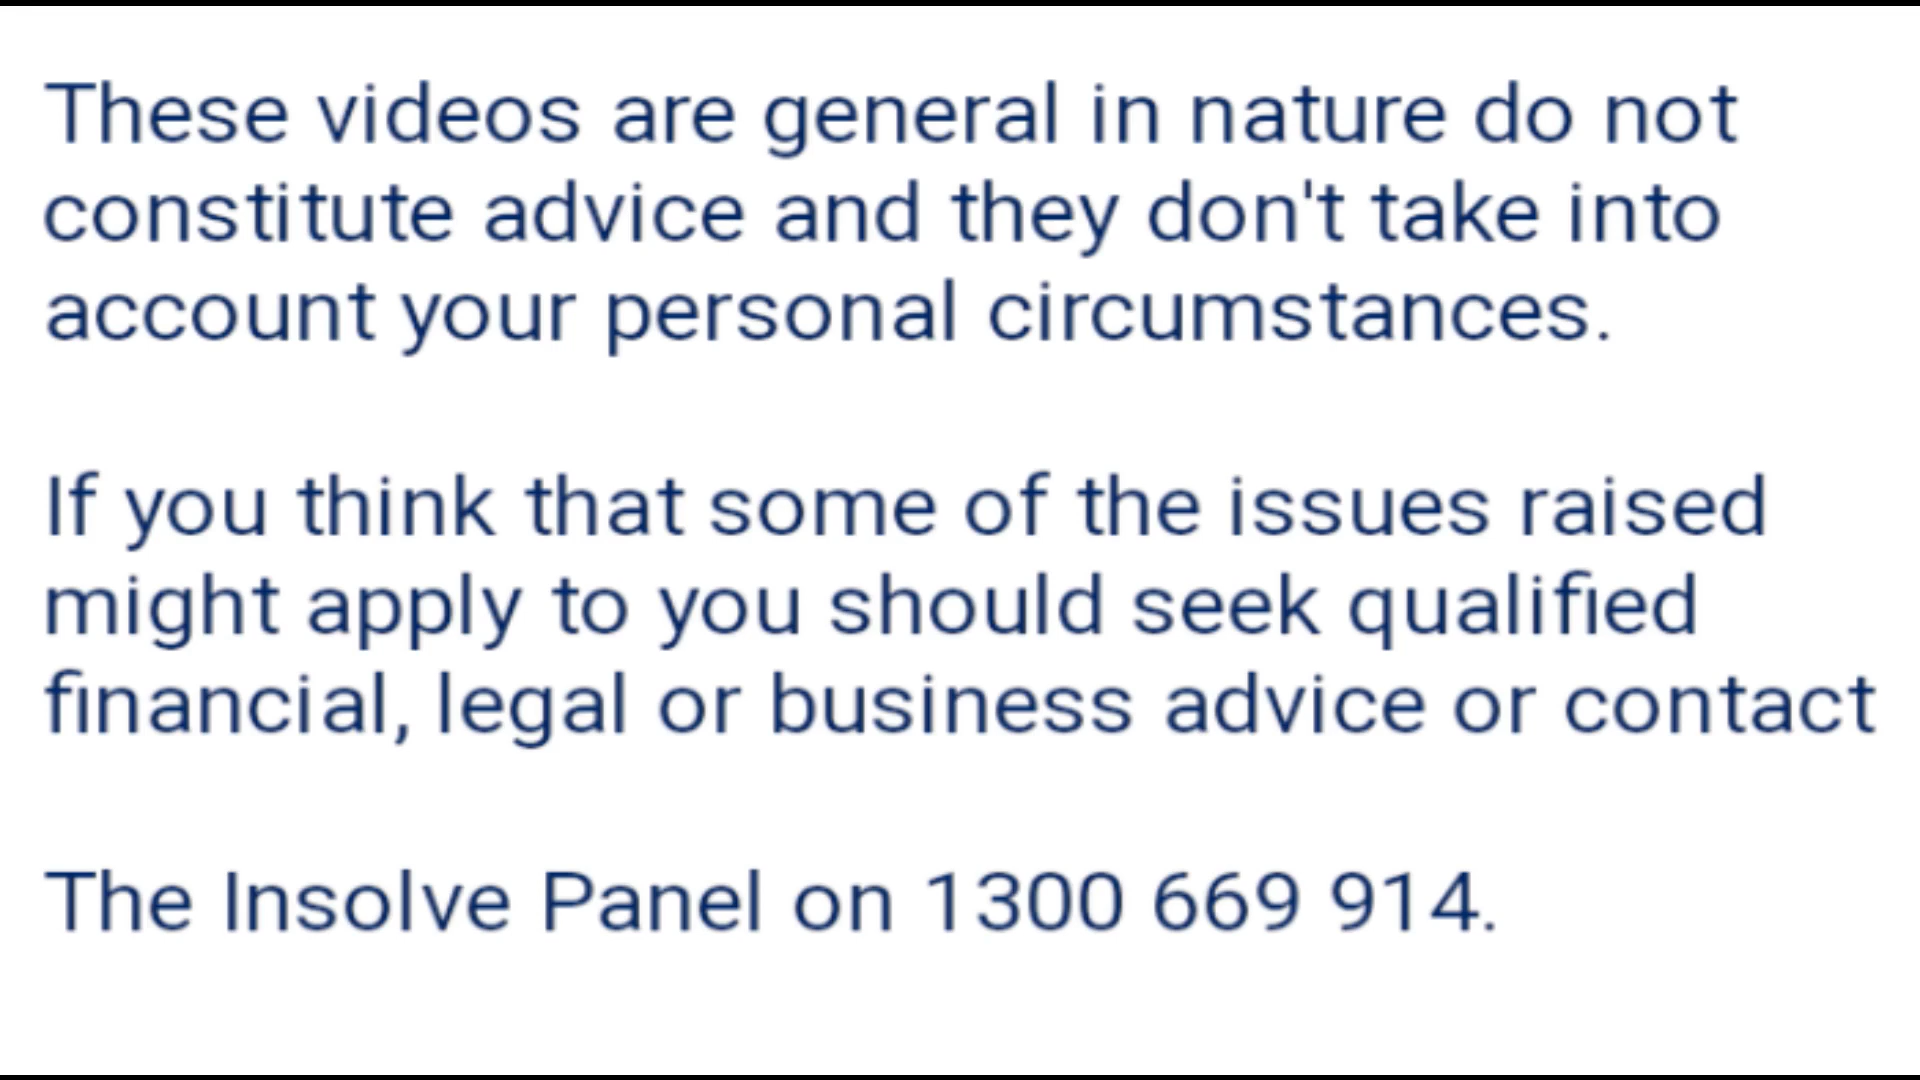 These videos are general in nature do not
constitute advice and they don't take into
account your personal circumstances.
If you think that some of the issues raised
might apply to you should seek qualified
financial, legal or business advice or contact
The Insolve Panel on 1300 669 914.